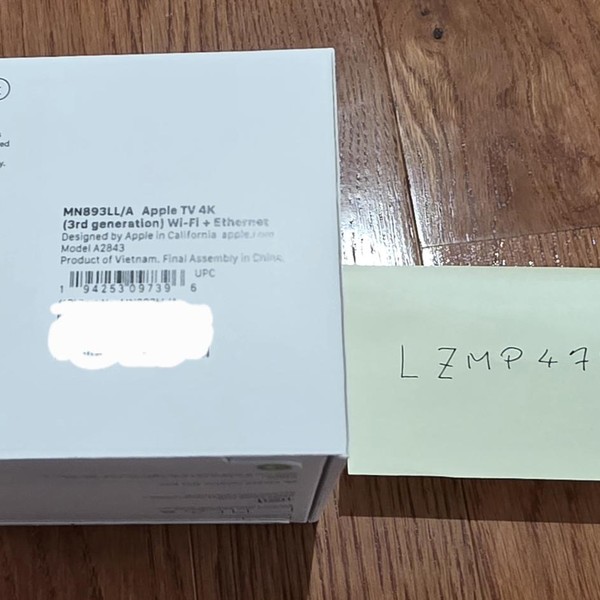 ed
y.
MN893LL/A Apple TV 4K
(3rd generation) Wi-Fi + Ethernet
Designed by Apple in California
Model A2843
Product of Vietnam. Final Assembly in China.
UPC
1 94253 09739 6
LZMP47